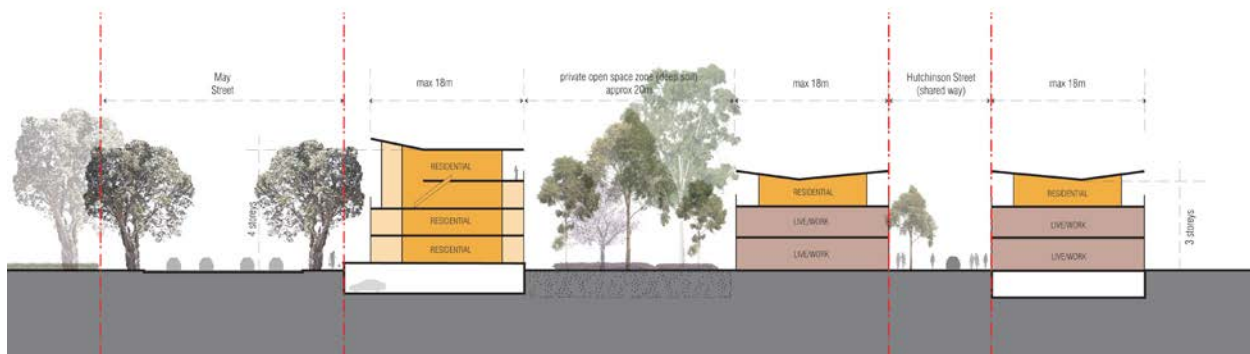 May
Street
max 18m
private open space zone (deep soil)
approx 20m
max 18m
Hutchinson Street
(shared way)
max 18m
4 storeys
RESIDENTIAL
RESIDENTIAL
RESIDENTIAL
RESIDENTIAL
LIVE/WORK
LIVE/WORK
RESIDENTIAL
LIVE/WORK
LIVE/WORK
3 storeys